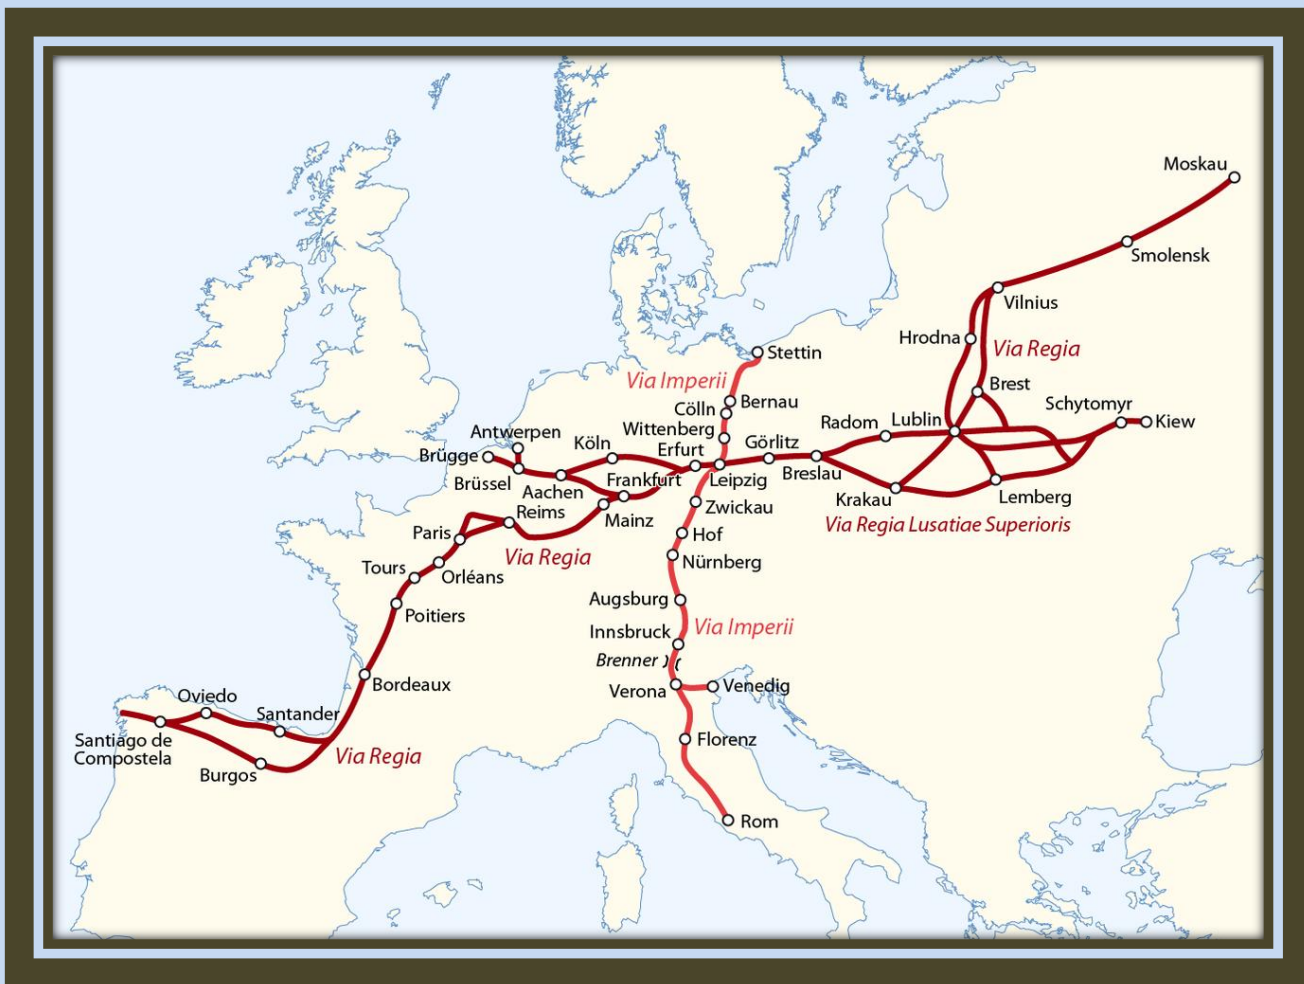 Moskau
Smolensk
Vilnius
Hrodna
Via Regia
Stettin
Via Imperii
Brest
Bernau
Cölln
Schytomyr
Kiew
Radom
Lublin
Wittenberg
Antwerpen
Köln
Erfurt
Görlitz
Brügge
Brüssel
Aachen
Frankfurt
Leipzig
Breslau
Krakau
Lemberg
Reims
Mainz
Zwickau
Via Regia Lusatiae Superioris
Paris
Hof
Via Regia
Nürnberg
Tours
Orléans
Augsburg
Poitiers
Innsbruck
Via Imperii
Brenner
Bordeaux
Verona
Venedig
Oviedo
Santander
Santiago de
Compostela
Florenz
Via Regia
Burgos
Rom